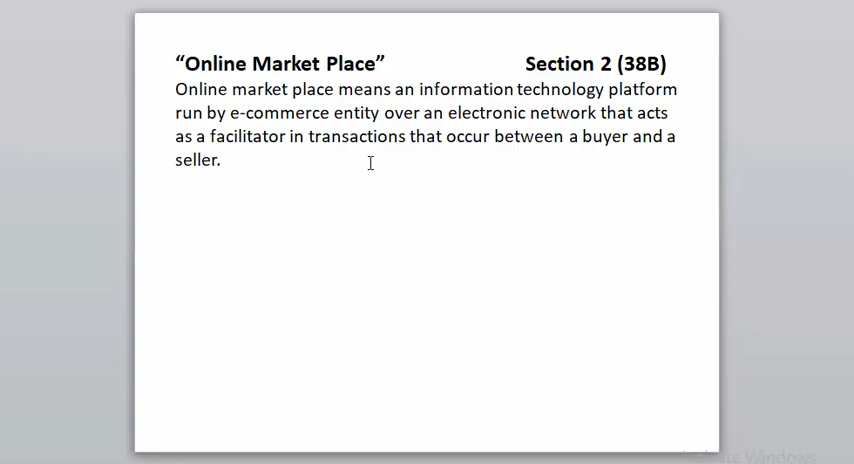 “Online Market Place” Section 2 (38B)
Online market place means an information technology platform
run by e-commerce entity over an electronic network that acts
as a facilitator in transactions that occur between a buyer and a
seller.
Windows